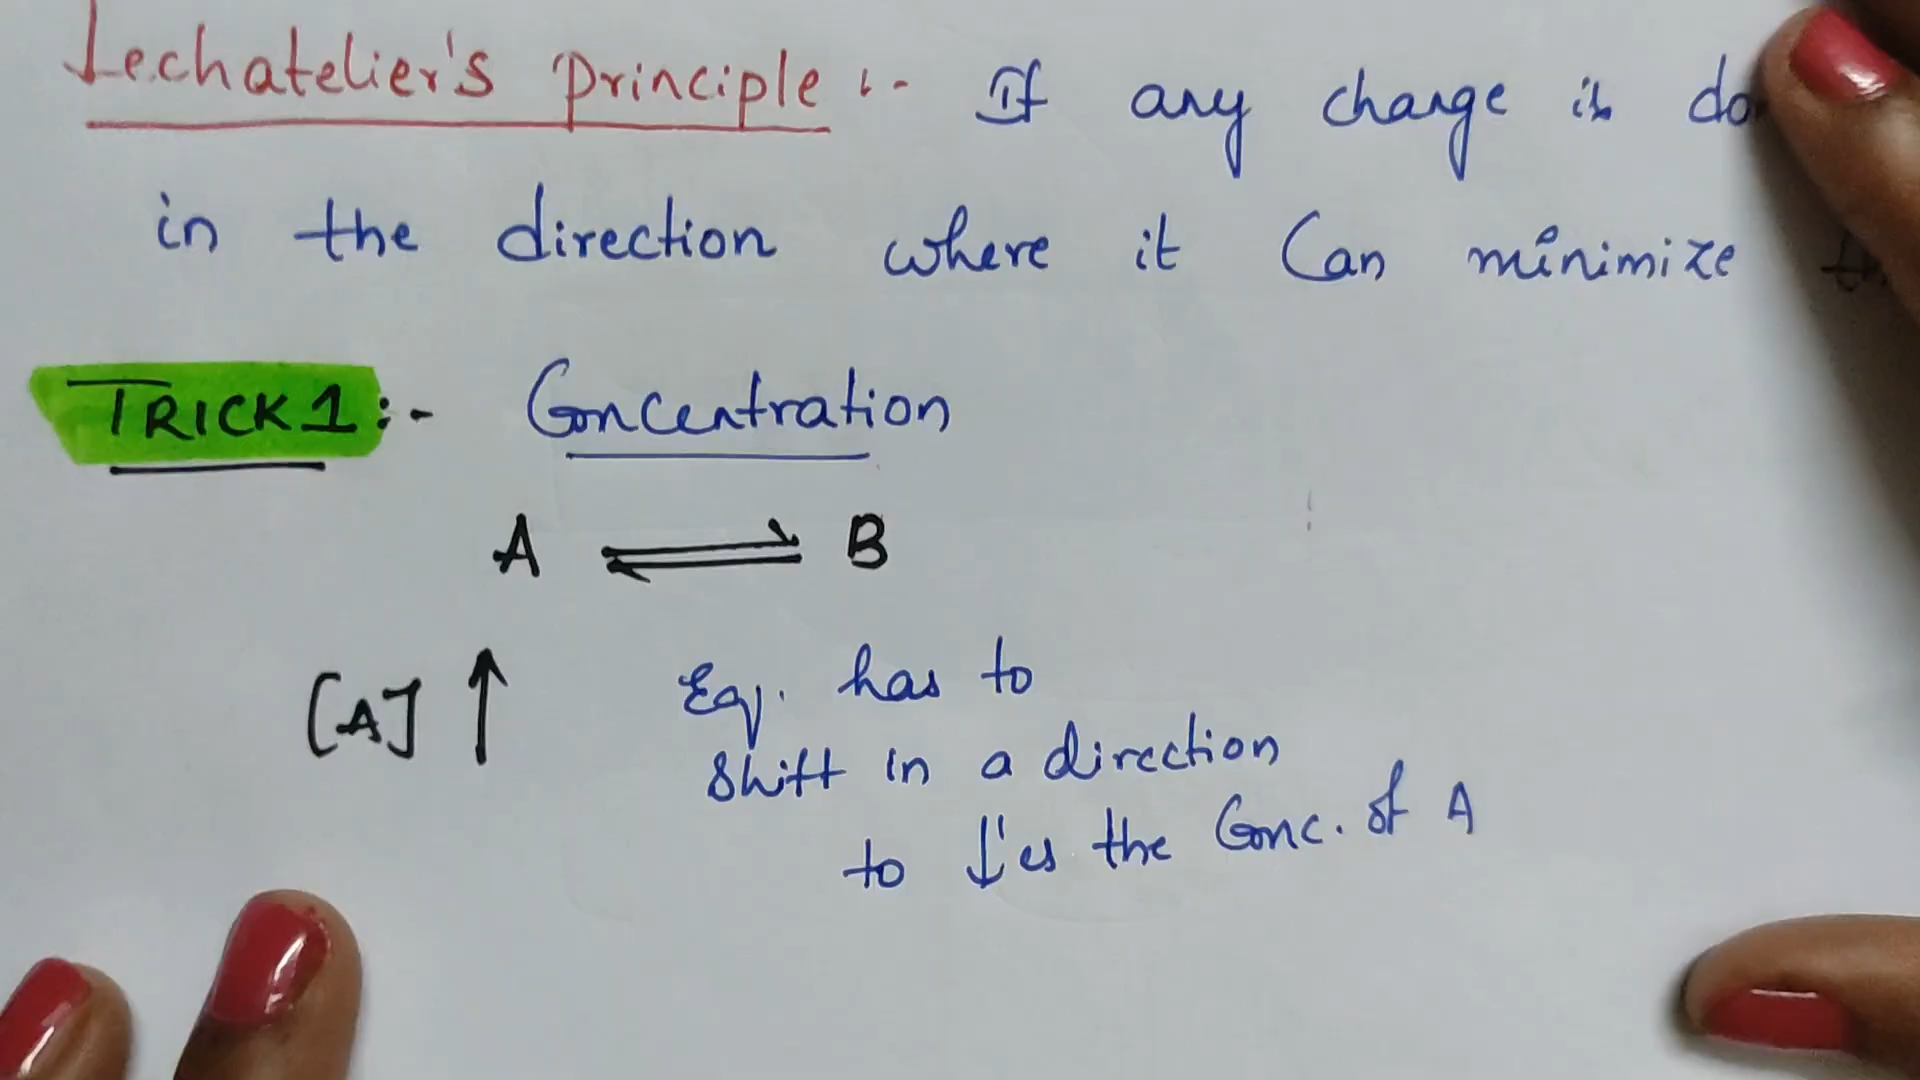 Lechatelier's Principle :- If any change is
in the direction where it can minimize
TRICK 1 :- Concentration
A ⇌ B
[A] ↑
Eq. has to
shift in a direction
to ↓'es the Conc. of A